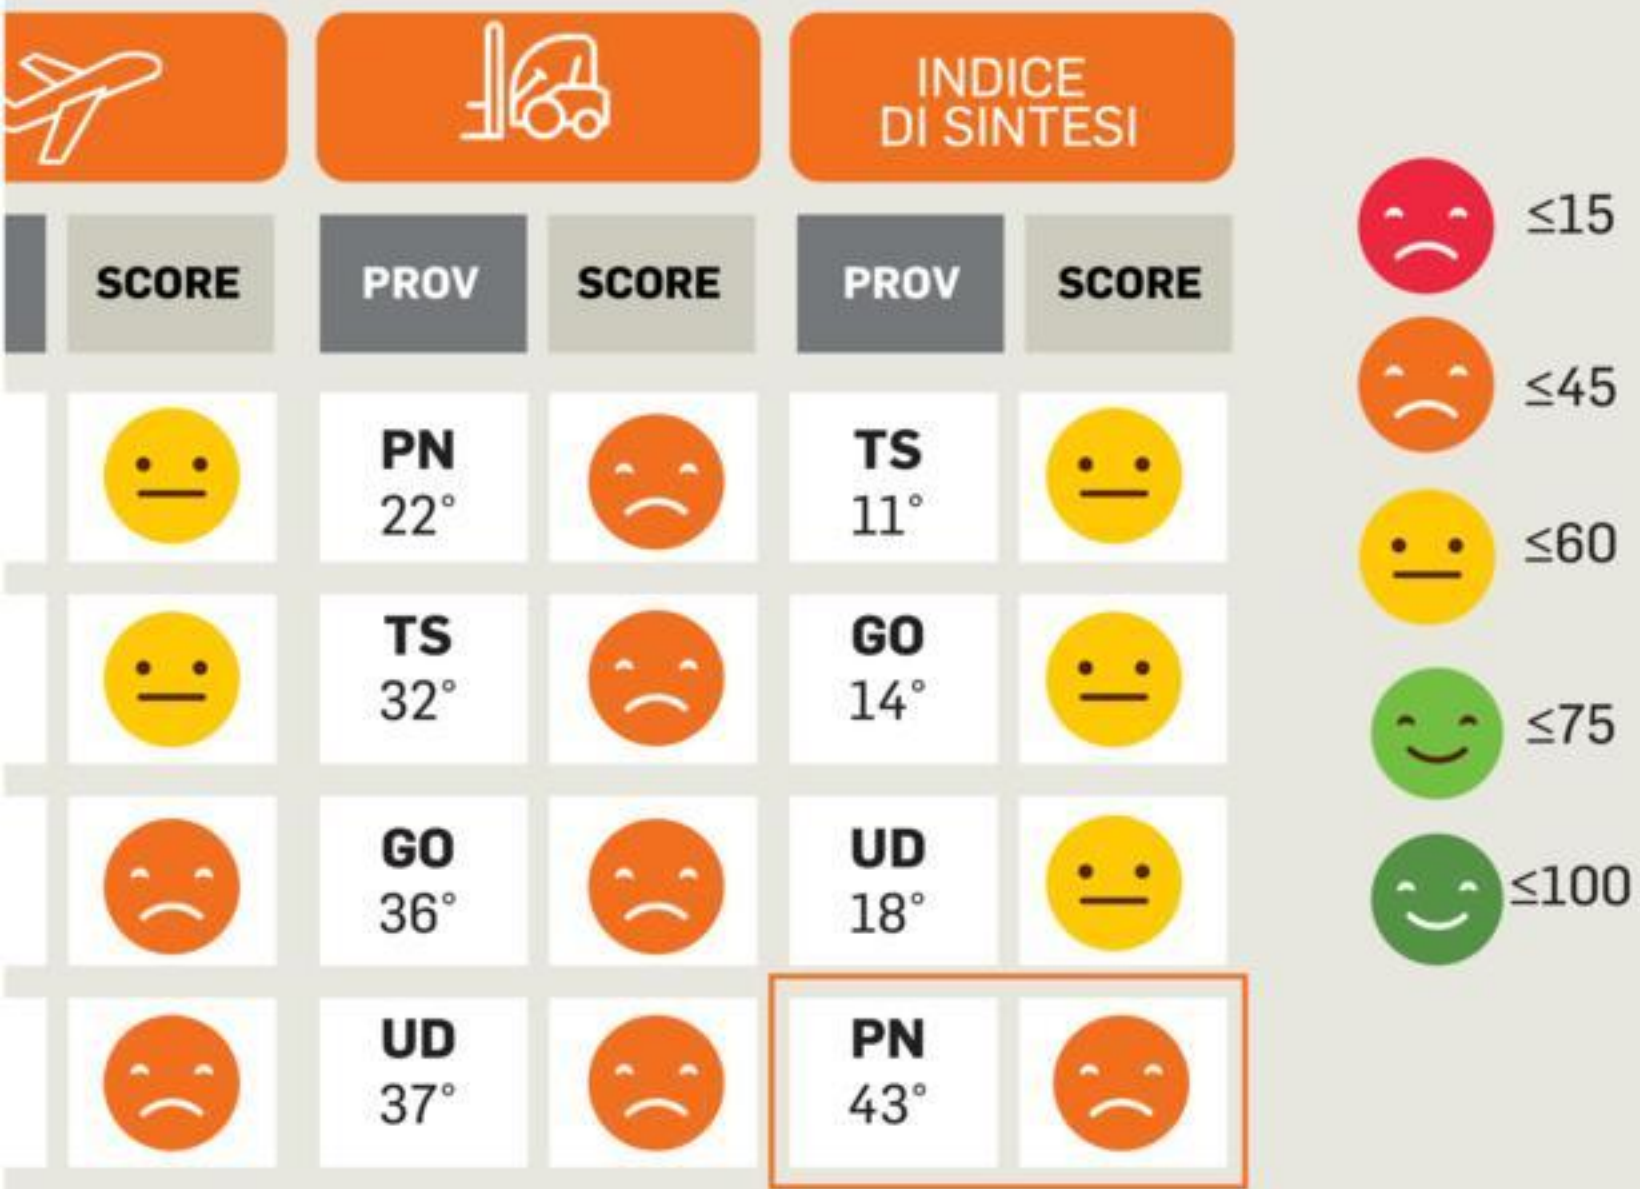 INDICE
DI SINTESI
SCORE PROV SCORE PROV SCORE
PN TS
22° 11°
TS GO
32° 14°
GO UD
36° 18°
UD PN
37° 43°
≤15
≤45
≤60
≤75
≤100